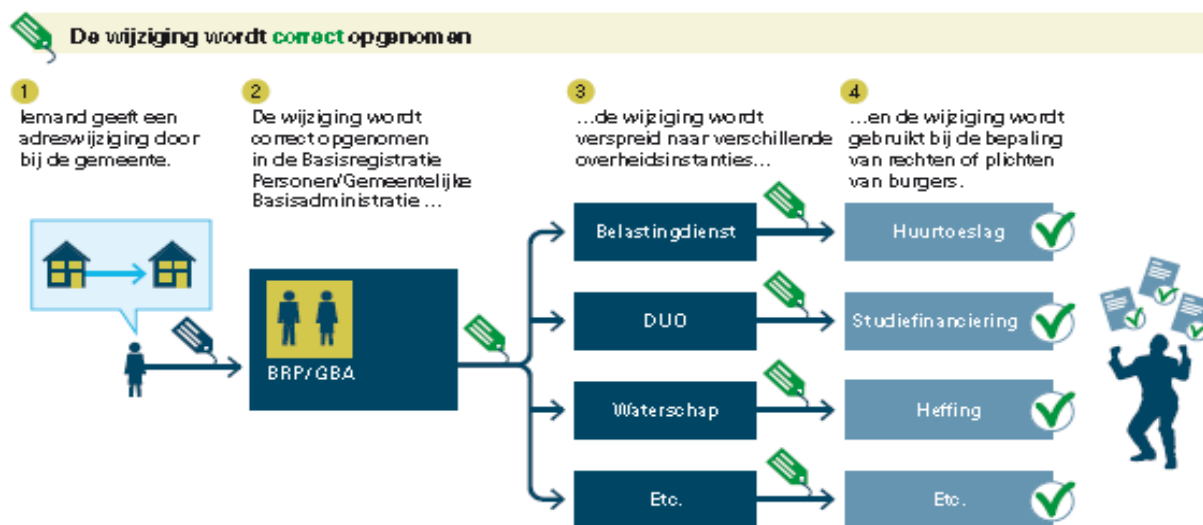 De wijziging wordt correct opgenomen
1
Iemand geeft een
adreswijziging door
bij de gemeente.
2
De wijziging wordt
correct opgenomen
in de Basisregistratie
Personen/Gemeentelijke
Basisadministratie ...
3
...de wijziging wordt
verspreid naar verschillende
overheidsinstanties...
4
...en de wijziging wordt
gebruikt bij de bepaling
van rechten of plichten
van burgers.
BRP/GBA
Belastingdienst
Huurtoeslag
DUO
Studiefinanciering
Waterschap
Heffing
Etc.
Etc.